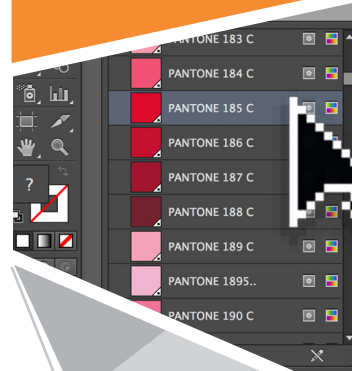 PANTONE 183 C
PANTONE 184 C
PANTONE 185 C
PANTONE 186 C
PANTONE 187 C
?
PANTONE 188 C
PANTONE 189 C
PANTONE 1895..
PANTONE 190 C